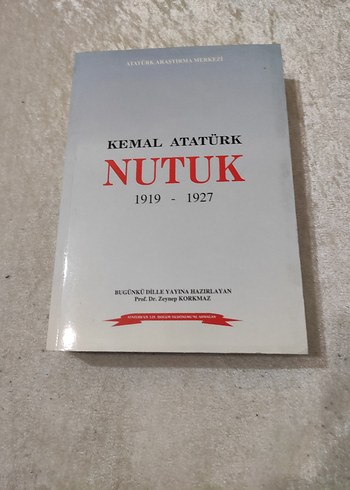 ATATÜRK ARAŞTIRMA MERKEZİ
KEMAL ATATÜRK
NUTUK
1919 - 1927
BUGÜNKÜ DİLLE YAYINA HAZIRLAYAN
Prof. Dr. Zeynep KORKMAZ